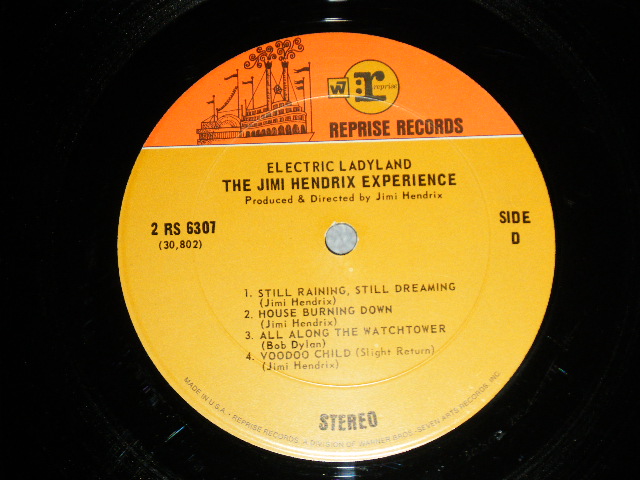 W7
r
reprise
REPRISE RECORDS
ELECTRIC LADYLAND
THE JIMI HENDRIX EXPERIENCE
Produced & Directed by Jimi Hendrix
2 RS 6307
(30,802)
SIDE
D
1. STILL RAINING, STILL DREAMING
(Jimi Hendrix)
2. HOUSE BURNING DOWN
(Jimi Hendrix)
3. ALL ALONG THE WATCHTOWER
(Bob Dylan)
4. VOODOO CHILD (Slight Return)
(Jimi Hendrix)
STEREO
MADE IN U.S.A. • REPRISE RECORDS, A DIVISION OF WARNER BROS.-SEVEN ARTS RECORDS, INC.